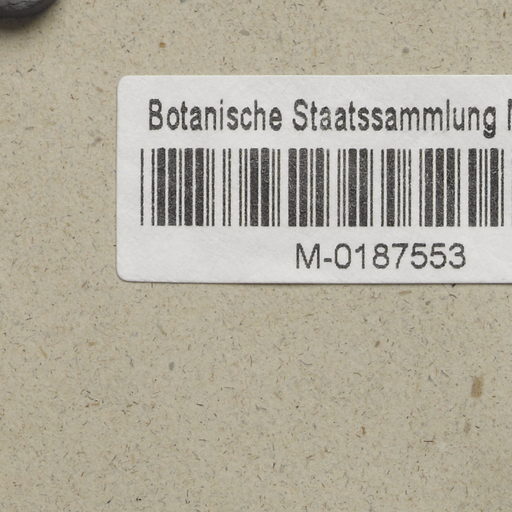 Botanische Staatssammlung
M-0187553